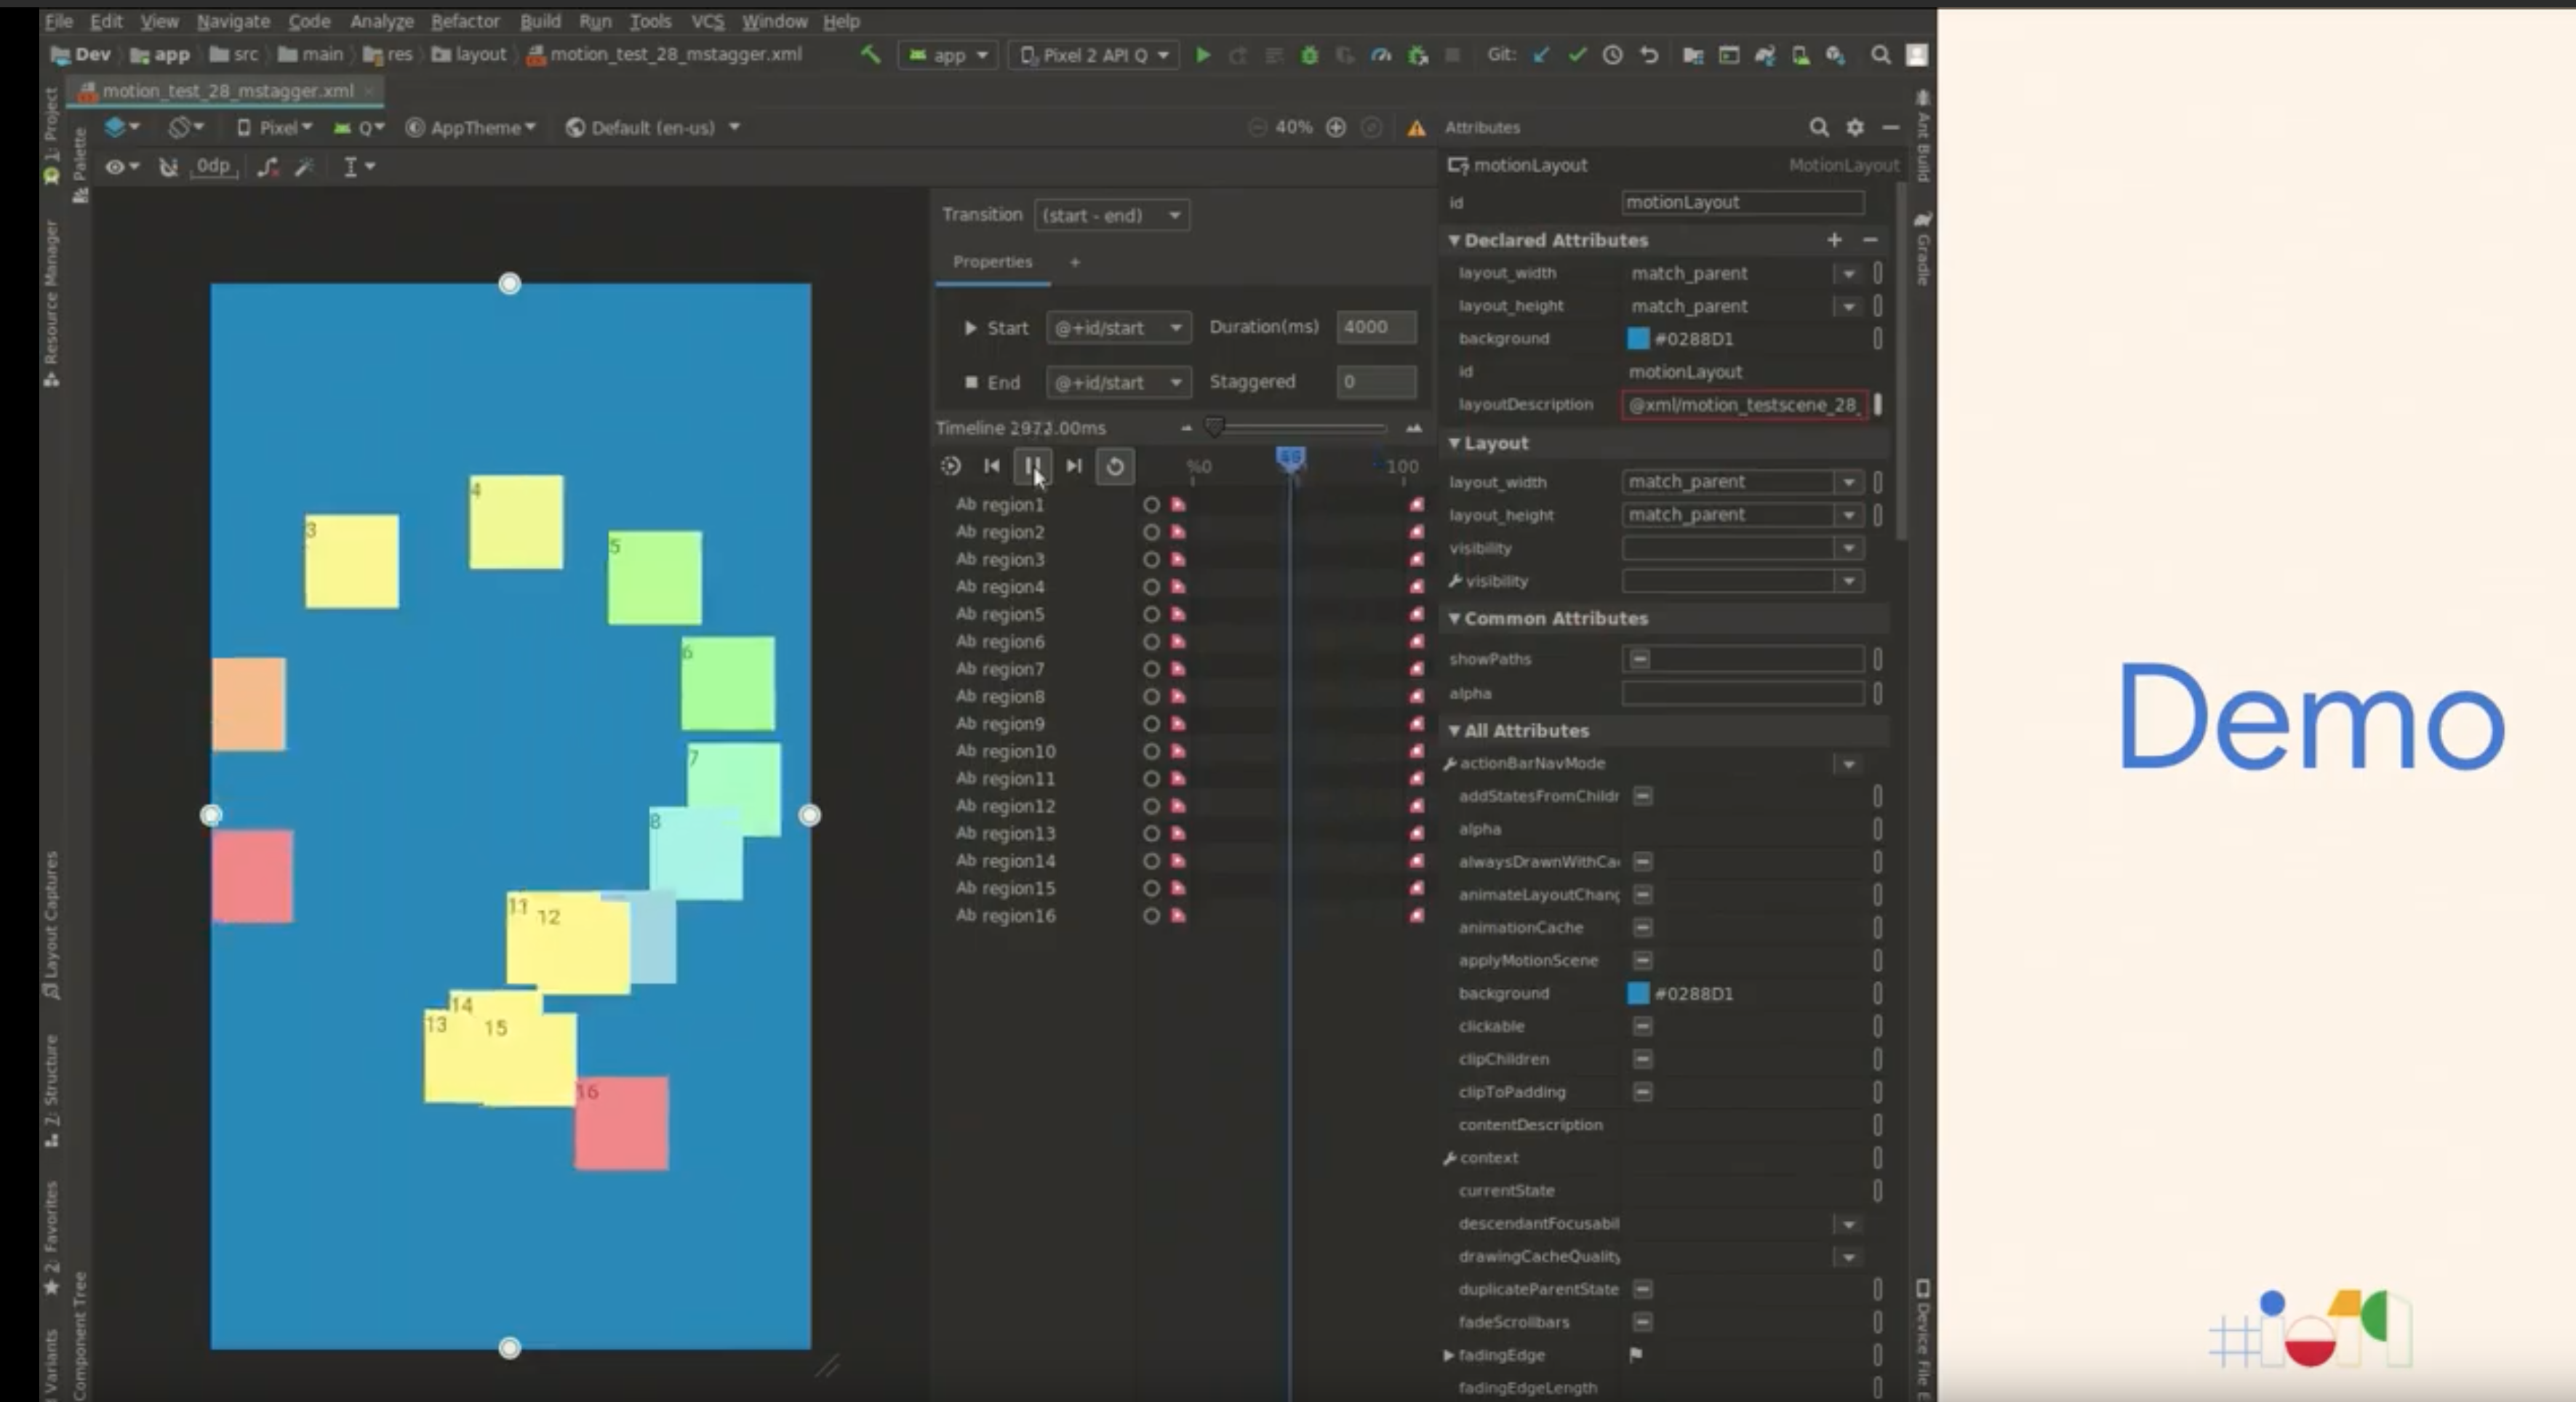 File Edit View Navigate Code Analyze Refactor Build Run Tools VCS Window Help
Dev app src main res layout motion_test_28_mstagger.xml app Pixel 2 API Q Git:
motion_test_28_mstagger.xml
Pixel Q AppTheme Default (en-us) 40%
0dp
1: Project
Resource Manager
Layout Captures
7: Structure
2: Favorites
Variants
Palette
Component Tree
3
4
5
6
7
8
11
12
14
13
15
16
Transition (start - end)
Properties +
Start @+id/start Duration(ms) 4000
End @+id/start Staggered 0
Timeline
%0 100
Ab region1
Ab region2
Ab region3
Ab region4
Ab region5
Ab region6
Ab region7
Ab region8
Ab region9
Ab region10
Ab region11
Ab region12
Ab region13
Ab region14
Ab region15
Ab region16
Attributes
motionLayout MotionLayout
id motionLayout
Declared Attributes
layout_width match_parent
layout_height match_parent
background #0288D1
id motionLayout
layoutDescription @xml/motion_testscene_28_
Layout
layout_width match_parent
layout_height match_parent
visibility
visibility
Common Attributes
showPaths
alpha
All Attributes
actionBarNavMode
addStatesFromChildr
alpha
alwaysDrawnWithCa
animateLayoutChang
animationCache
applyMotionScene
background #0288D1
clickable
clipChildren
clipToPadding
contentDescription
context
currentState
descendantFocusabil
drawingCacheQuality
duplicateParentState
fadeScrollbars
fadingEdge
fadingEdgeLength
Ant Build
Gradle
Device File E
Demo
#io19